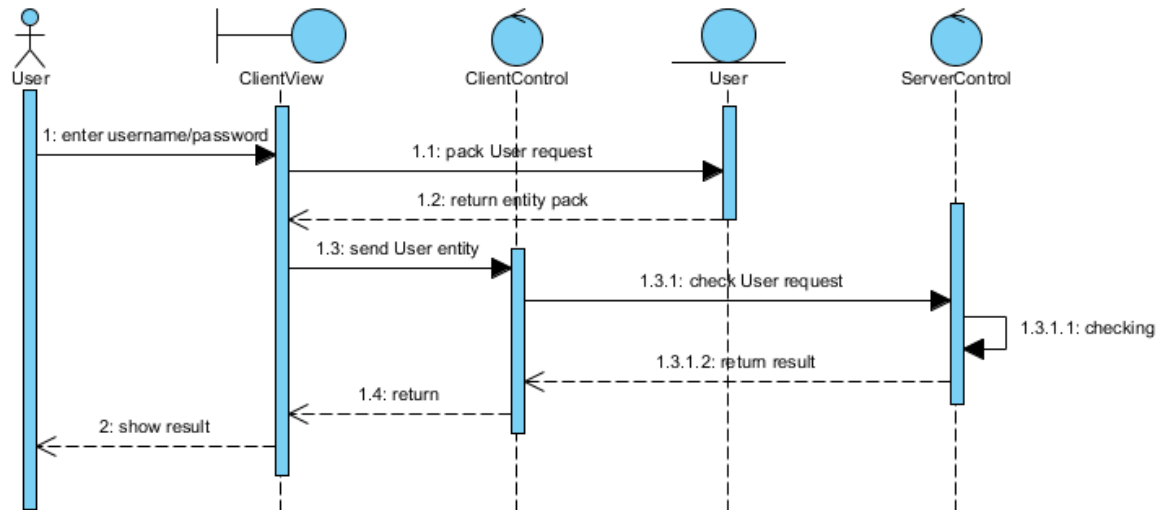 User
ClientView
ClientControl
User
ServerControl
1: enter username/password
1.1: pack User request
1.2: return entity pack
1.3: send User entity
1.3.1: check User request
1.3.1.1: checking
1.3.1.2: return result
1.4: return
2: show result